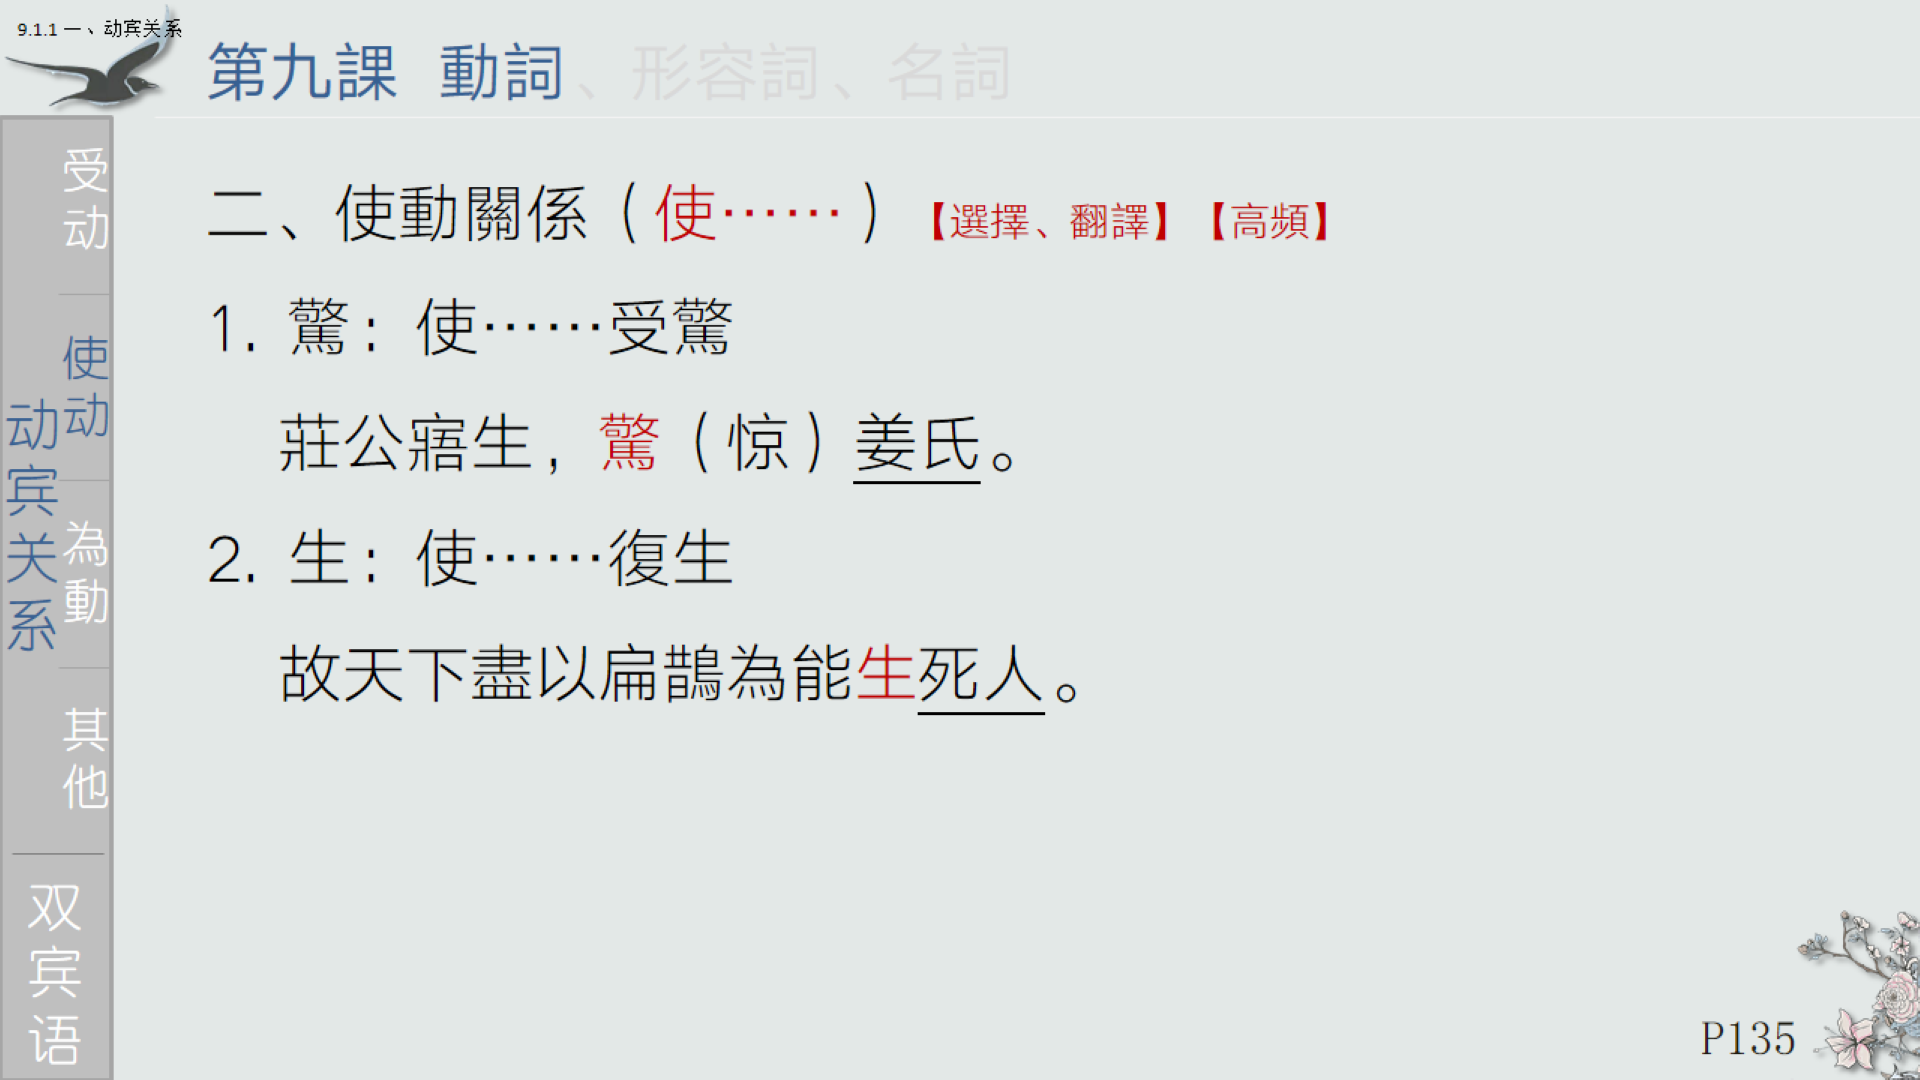 9.1.1 一、动宾关系
第九課 動詞、形容詞、名詞
受动
使动
為動
其他
动宾关系
双宾语
二、使動關係（使……）【選擇、翻譯】【高頻】
1. 驚：使……受驚
莊公寤生，驚（惊）姜氏。
2. 生：使……復生
故天下盡以扁鵲為能生死人。
P135